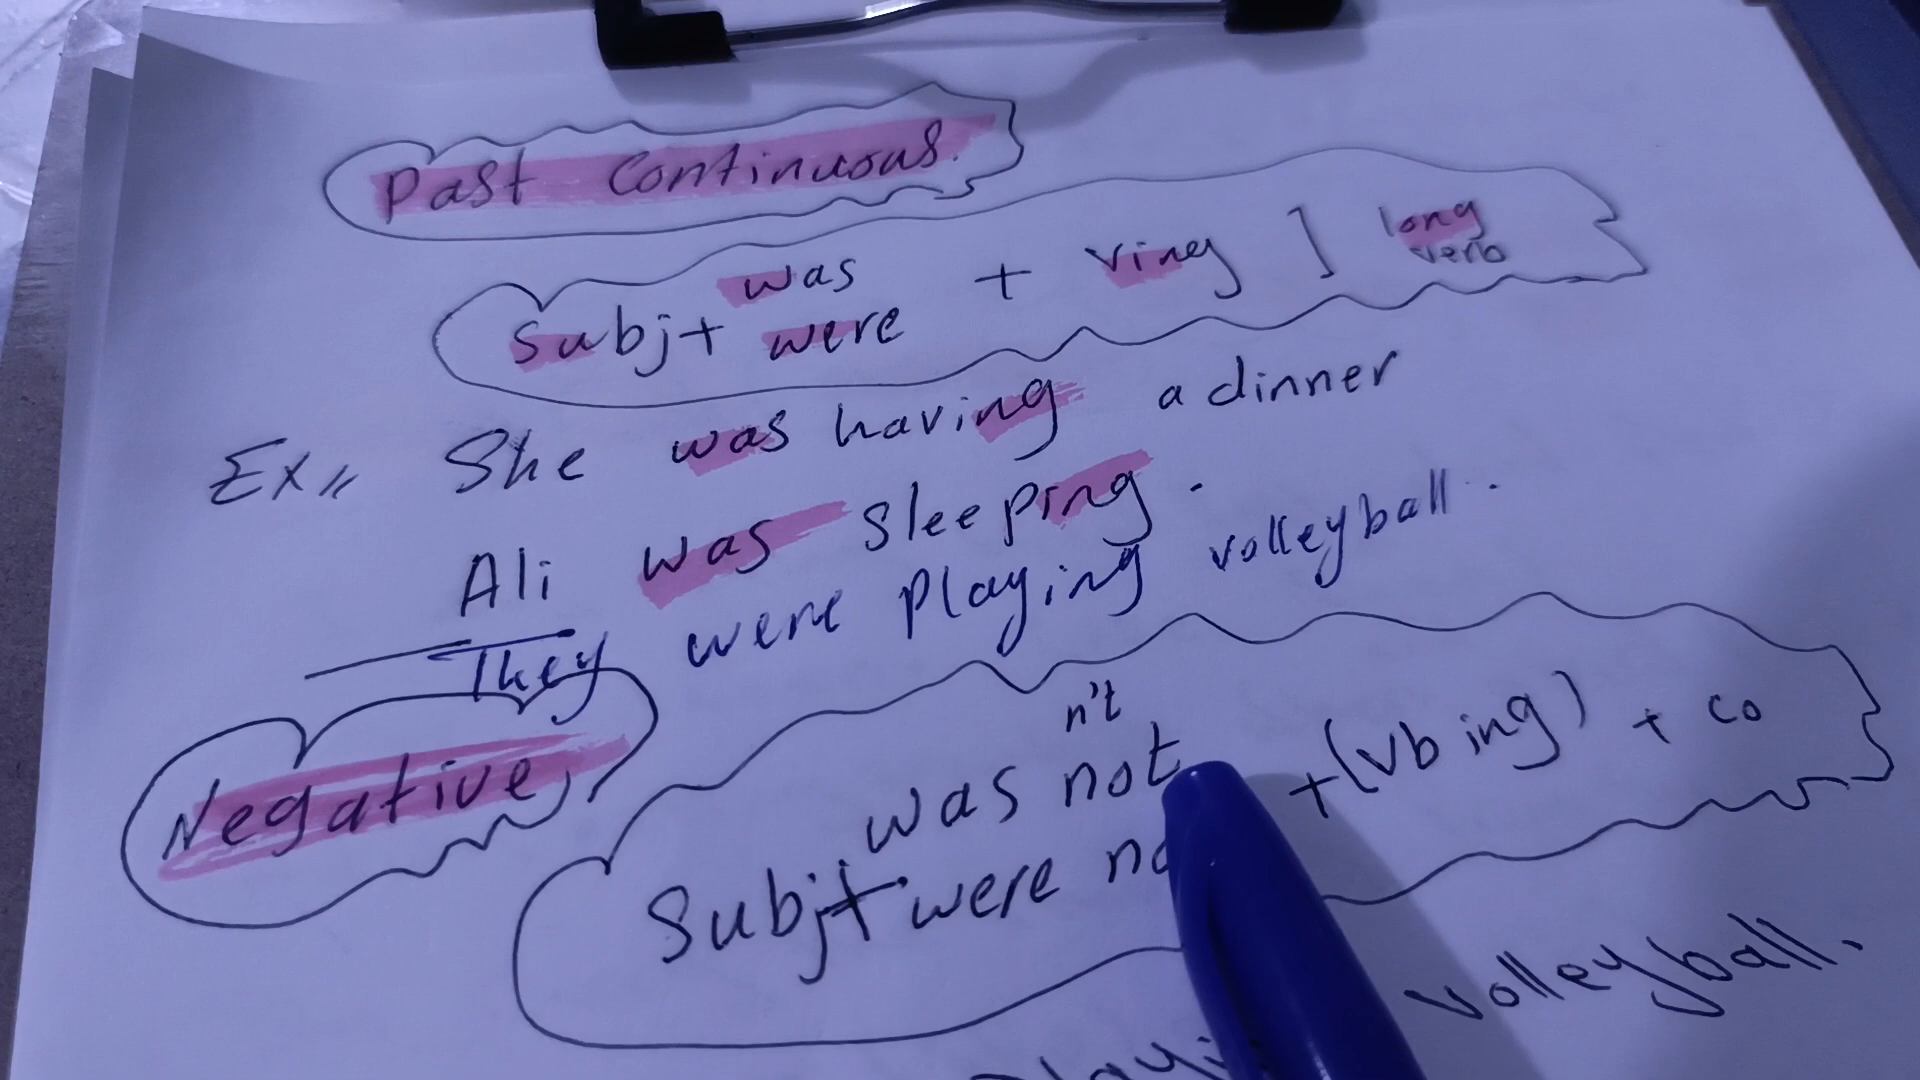 Past Continuous.
was
Subj+ were + Ving ] long verb
Ex// She was having a dinner
Ali was sleeping.
They were Playing volleyball.
Negative
n't
was not
Subj+ were + (Vb ing) + co
volleyball.